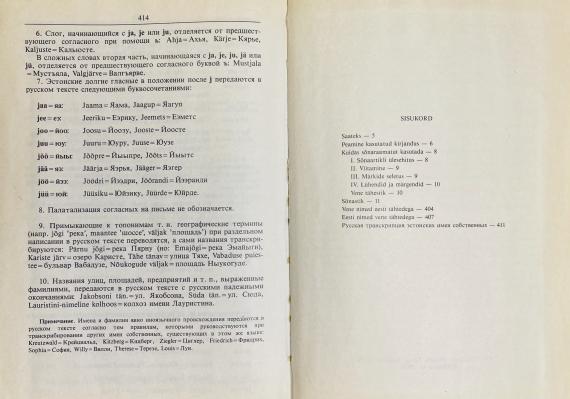 414
6. Слог, начинающийся с ja, je или ju, отделяется от предшест-
вующего согласного при помощи ъ: Ahja=Ахья, Kärje=Кярье,
Kaljuste=Кальюсте.
В сложных словах вторая часть, начинающаяся с ja, je, ju, jä или
jü, отделяется от предшествующего согласного буквой ъ: Mustjala
=Мустъяла, Valgjärve=Валгъярве.
7. Эстонские долгие гласные в положении после j передаются в
русском тексте следующими буквосочетаниями:
jaa=яа: Jaama=Яама, Jaagup=Яагуп
jee=ех Jeeriku=Еэрику, Jeemets=Еэметс
joo=йоо: Joosu=Йоозу, Jooste=Йоосте
juu=юу: Juuru=Юуру, Juuse=Юузе
jõõ=йыы: Jõõpre=Йыыпре, Jõõts=Йыытс
jää=яэ: Jäärja=Яэрья, Jääger=Яэгер
jöö=йээ: Jöödri=Йээдри, Jöörandi=Йээранди
jüü=юй: Jüüsiku=Юйзику, Jüürde=Юйрде.
8. Палатализация согласных на письме не обозначается.
9. Примыкающие к топонимам т. н. географические термины
(напр. jõgi 'река', maantee 'шоссе', väljak 'площадь') при раздельном
написании в русском тексте переводятся, а сами названия транскри-
бируются: Pärnu jõgi=река Пярну (но: Emajõgi=река Эмайыги),
Kariste järv=озеро Каристе, Tähe tänav=улица Тяхе, Vabaduse puies-
tee=бульвар Вабадузе, Nõukogude väljak=площадь Ныукогуде.
10. Названия улиц, площадей, предприятий и т. п., выраженные
фамилиями, передаются в русском тексте с русскими падежными
окончаниями: Jakobsoni tän.=ул. Якобсона, Süda tän.=ул. Сюда,
Lauristini-nimeline kolhoos=колхоз имени Лауристина.
Примечание. Имена и фамилии явно иноязычного происхождения передаются в
русском тексте согласно тем правилам, которыми руководствуются при
транскрибировании других имен собственных, существующих в этом же языке:
Kreutzwald=Крейцвальд, Kitzberg=Кицберг, Ziegler=Циглер, Friedrich=Фридрих,
Sophia=София, Willy=Вилли, Therese=Тереза, Louis=Луи.
SISUKORD
Saateks — 5
Peamine kasutatud kirjandus — 6
Kuidas sõnaraamatut kasutada — 8
I. Sõnaartikli ülesehitus — 8
II. Viitamine — 9
III. Märkide seletus — 9
IV. Lühendid ja märgendid — 10
Vene tähestik — 10
Sõnastik — 11
Vene nimed eesti tähtedega — 404
Eesti nimed vene tähtedega — 407
Русская транскрипция эстонских имен собственных — 411